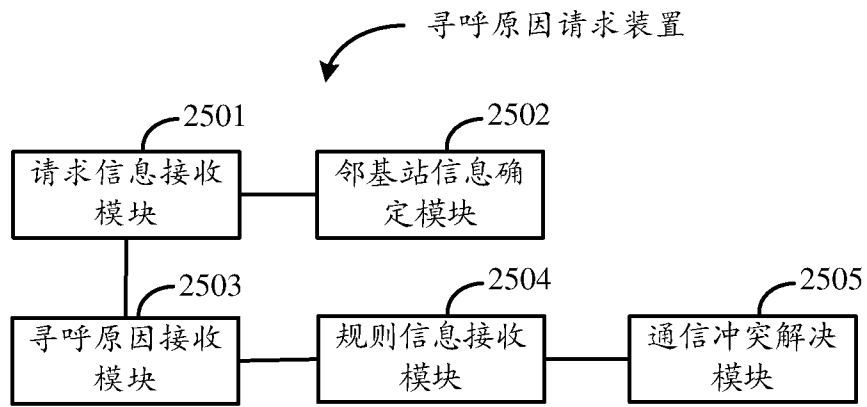 寻呼原因请求装置
2501
2502
请求信息接收
模块
邻基站信息确
定模块
2503
2504
2505
寻呼原因接收
模块
规则信息接收
模块
通信冲突解决
模块